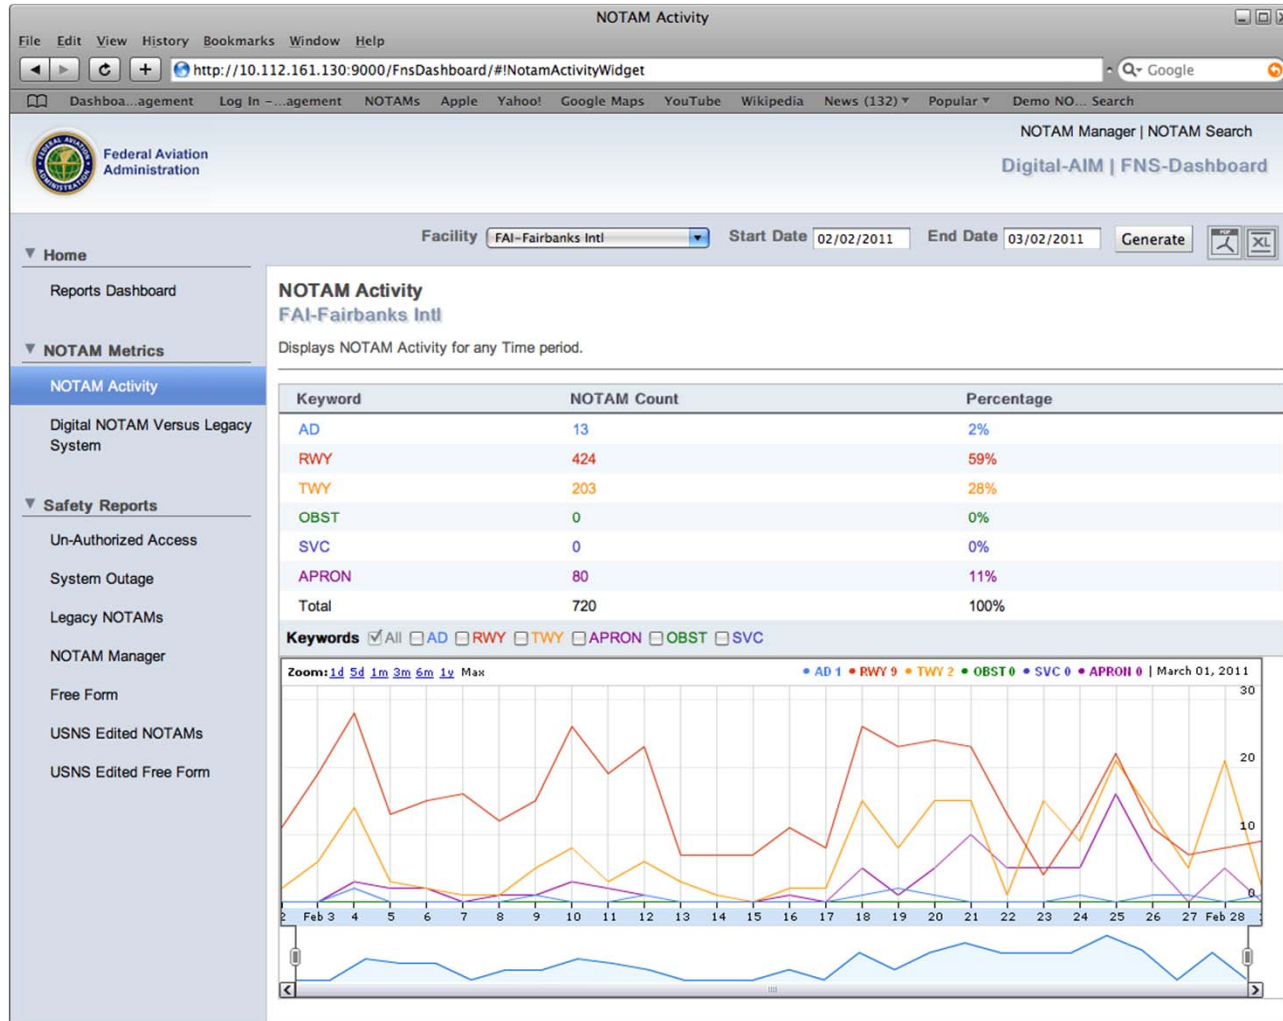 NOTAM Activity
File Edit View History Bookmarks Window Help
http://10.112.161.130:9000/FnsDashboard/#!NotamActivityWidget
Google
Dashboa...agement Log In -...agement NOTAMs Apple Yahoo! Google Maps YouTube Wikipedia News (132) Popular Demo NO... Search
NOTAM Manager | NOTAM Search
Federal Aviation
Administration
Digital-AIM | FNS-Dashboard
Facility FAI-Fairbanks Intl Start Date 02/02/2011 End Date 03/02/2011 Generate PDF XL
Home
Reports Dashboard
NOTAM Metrics
NOTAM Activity
Digital NOTAM Versus Legacy
System
Safety Reports
Un-Authorized Access
System Outage
Legacy NOTAMs
NOTAM Manager
Free Form
USNS Edited NOTAMs
USNS Edited Free Form
NOTAM Activity
FAI-Fairbanks Intl
Displays NOTAM Activity for any Time period.
Keyword NOTAM Count Percentage
AD 13 2%
RWY 424 59%
TWY 203 28%
OBST 0 0%
SVC 0 0%
APRON 80 11%
Total 720 100%
Keywords All AD RWY TWY APRON OBST SVC
Zoom: 1d 5d 1m 3m 6m 1y Max AD 1 RWY 9 TWY 2 OBST 0 SVC 0 APRON 0 | March 01, 2011
30
20
10
0
2 Feb 3 4 5 6 7 8 9 10 11 12 13 14 15 16 17 18 19 20 21 22 23 24 25 26 27 Feb 28